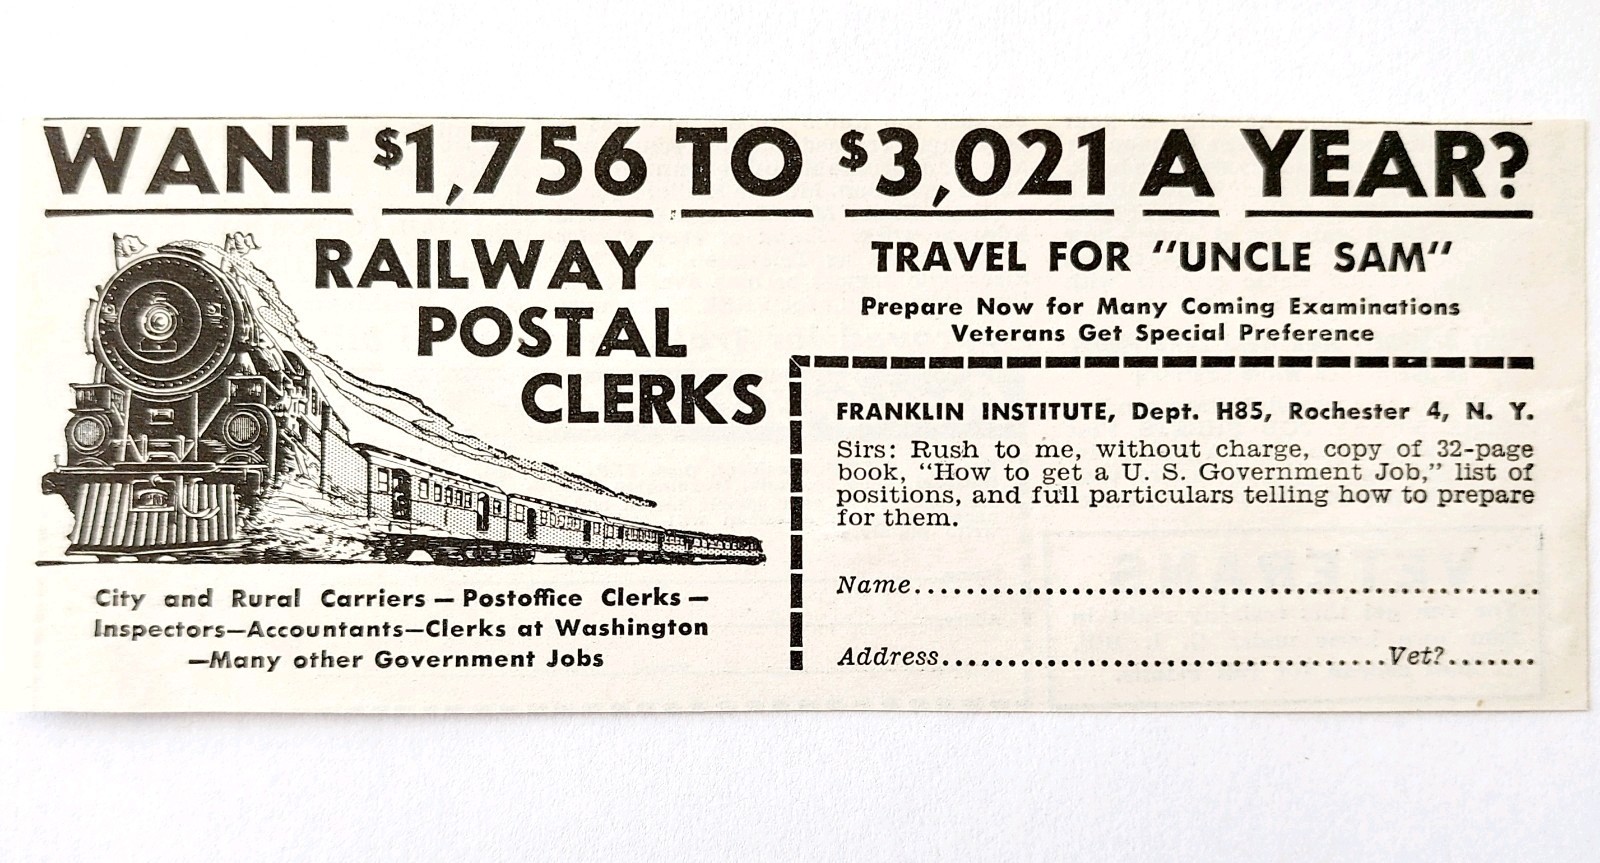 WANT $1,756 TO $3,021 A YEAR?
RAILWAY
POSTAL
CLERKS
City and Rural Carriers — Postoffice Clerks —
Inspectors—Accountants—Clerks at Washington
—Many other Government Jobs
TRAVEL FOR "UNCLE SAM"
Prepare Now for Many Coming Examinations
Veterans Get Special Preference
FRANKLIN INSTITUTE, Dept. H85, Rochester 4, N. Y.
Sirs: Rush to me, without charge, copy of 32-page
book, “How to get a U. S. Government Job,” list of
positions, and full particulars telling how to prepare
for them.
Name..........................................................
Address........................................Vet?........